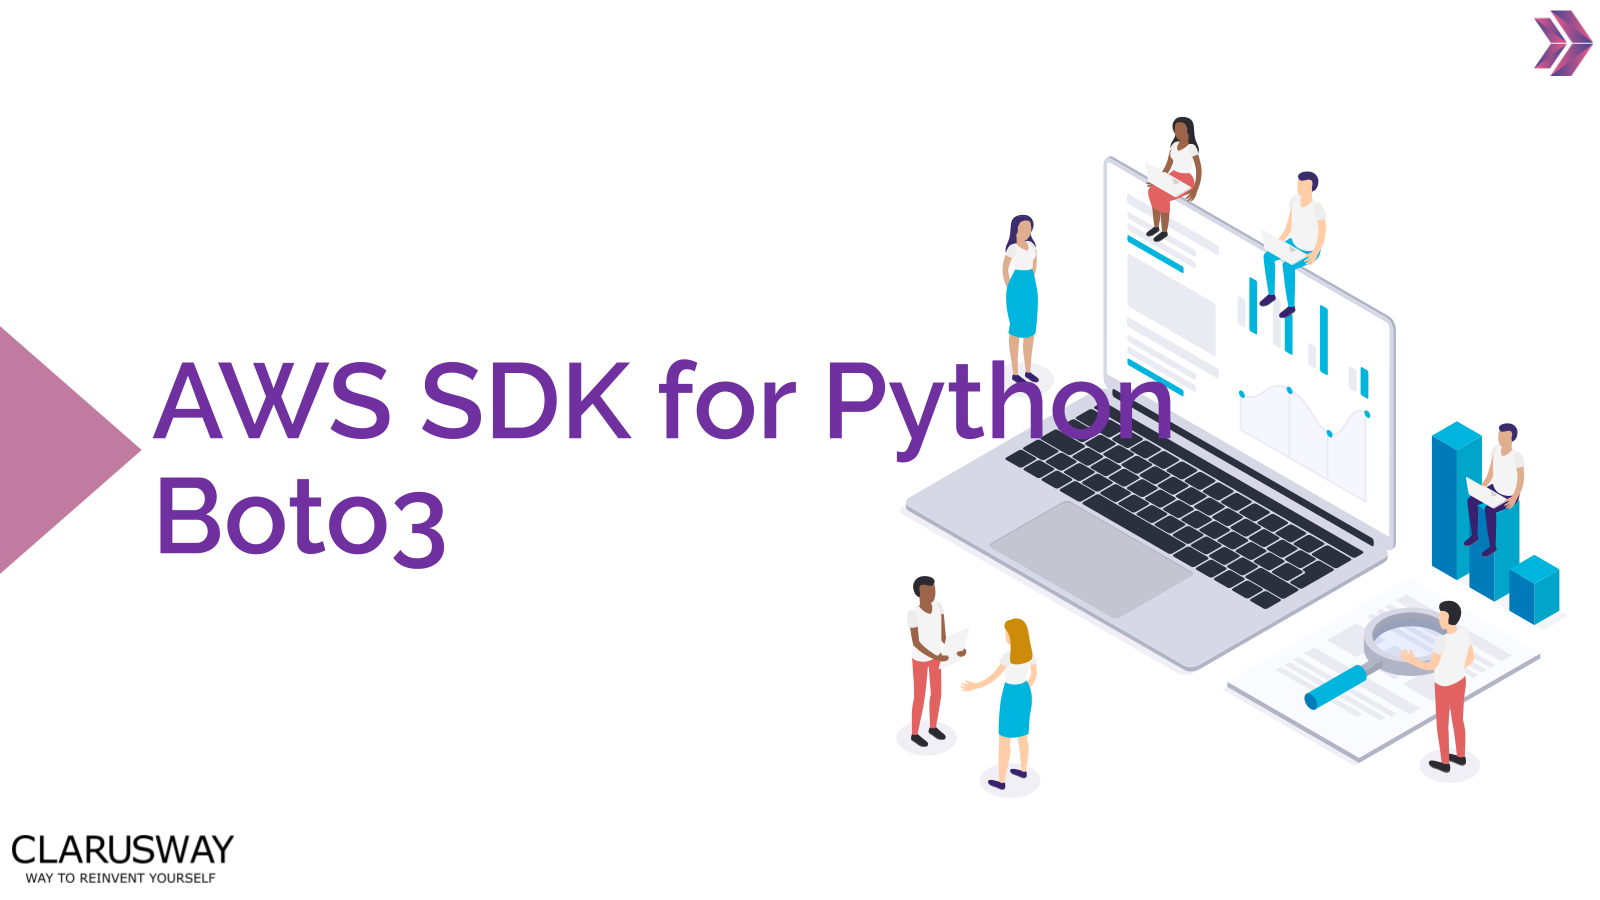 AWS SDK for Python
Boto3
CLARUSWAY
WAY TO REINVENT YOURSELF